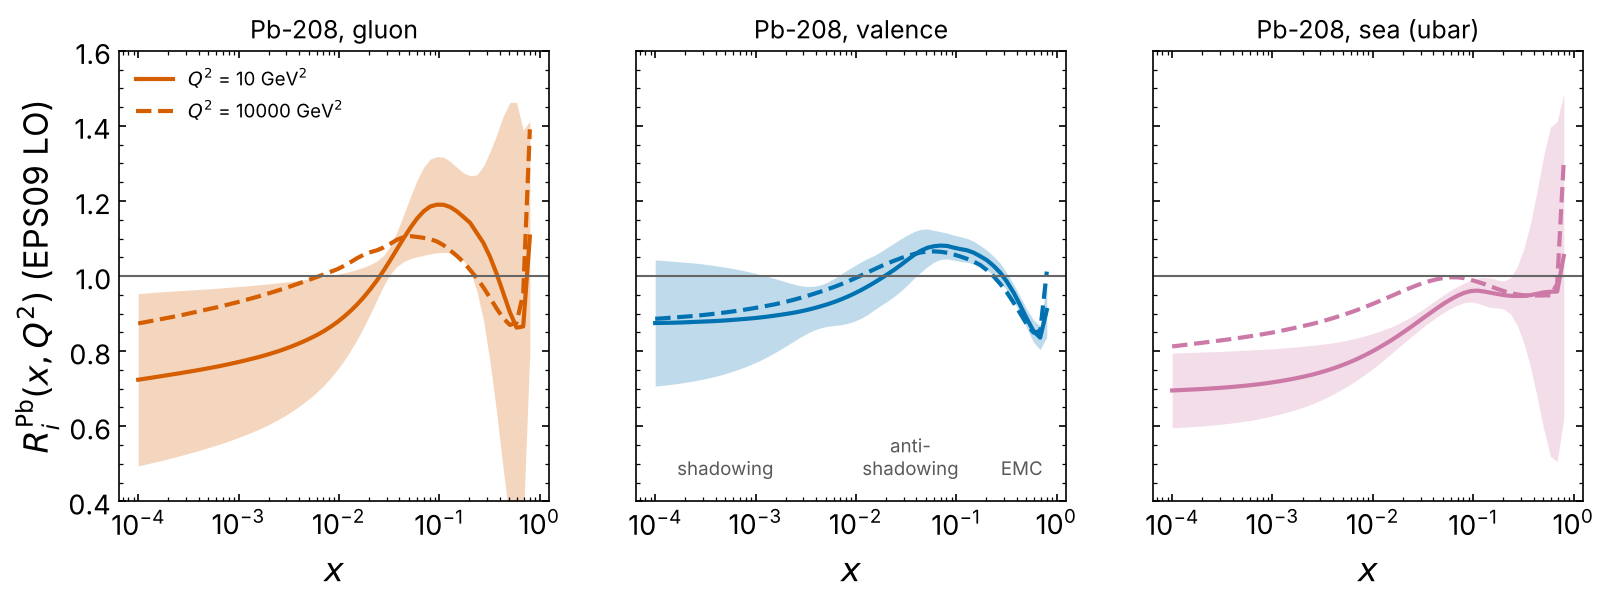 Pb-208, gluon
Pb-208, valence
Pb-208, sea (ubar)
R_i^Pb(x, Q²) (EPS09 LO)
1.6
1.4
1.2
1.0
0.8
0.6
0.4
Q² = 10 GeV²
Q² = 10000 GeV²
shadowing
anti-
shadowing
EMC
10⁻⁴ 10⁻³ 10⁻² 10⁻¹ 10⁰
10⁻⁴ 10⁻³ 10⁻² 10⁻¹ 10⁰
10⁻⁴ 10⁻³ 10⁻² 10⁻¹ 10⁰
x
x
x